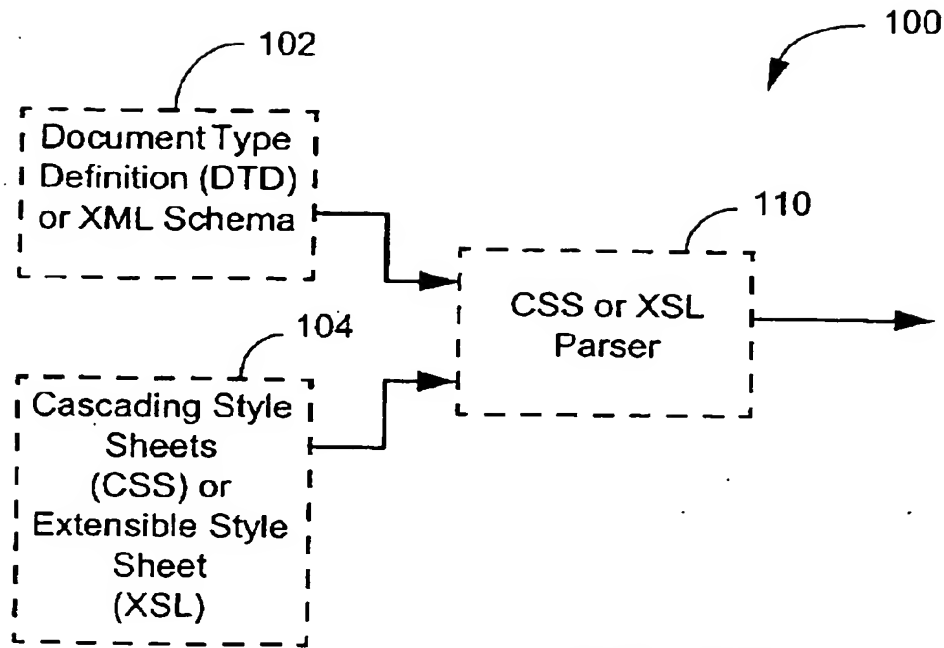 100
102
Document Type
Definition (DTD)
or XML Schema
110
CSS or XSL
Parser
104
Cascading Style
Sheets
(CSS) or
Extensible Style
Sheet
(XSL)